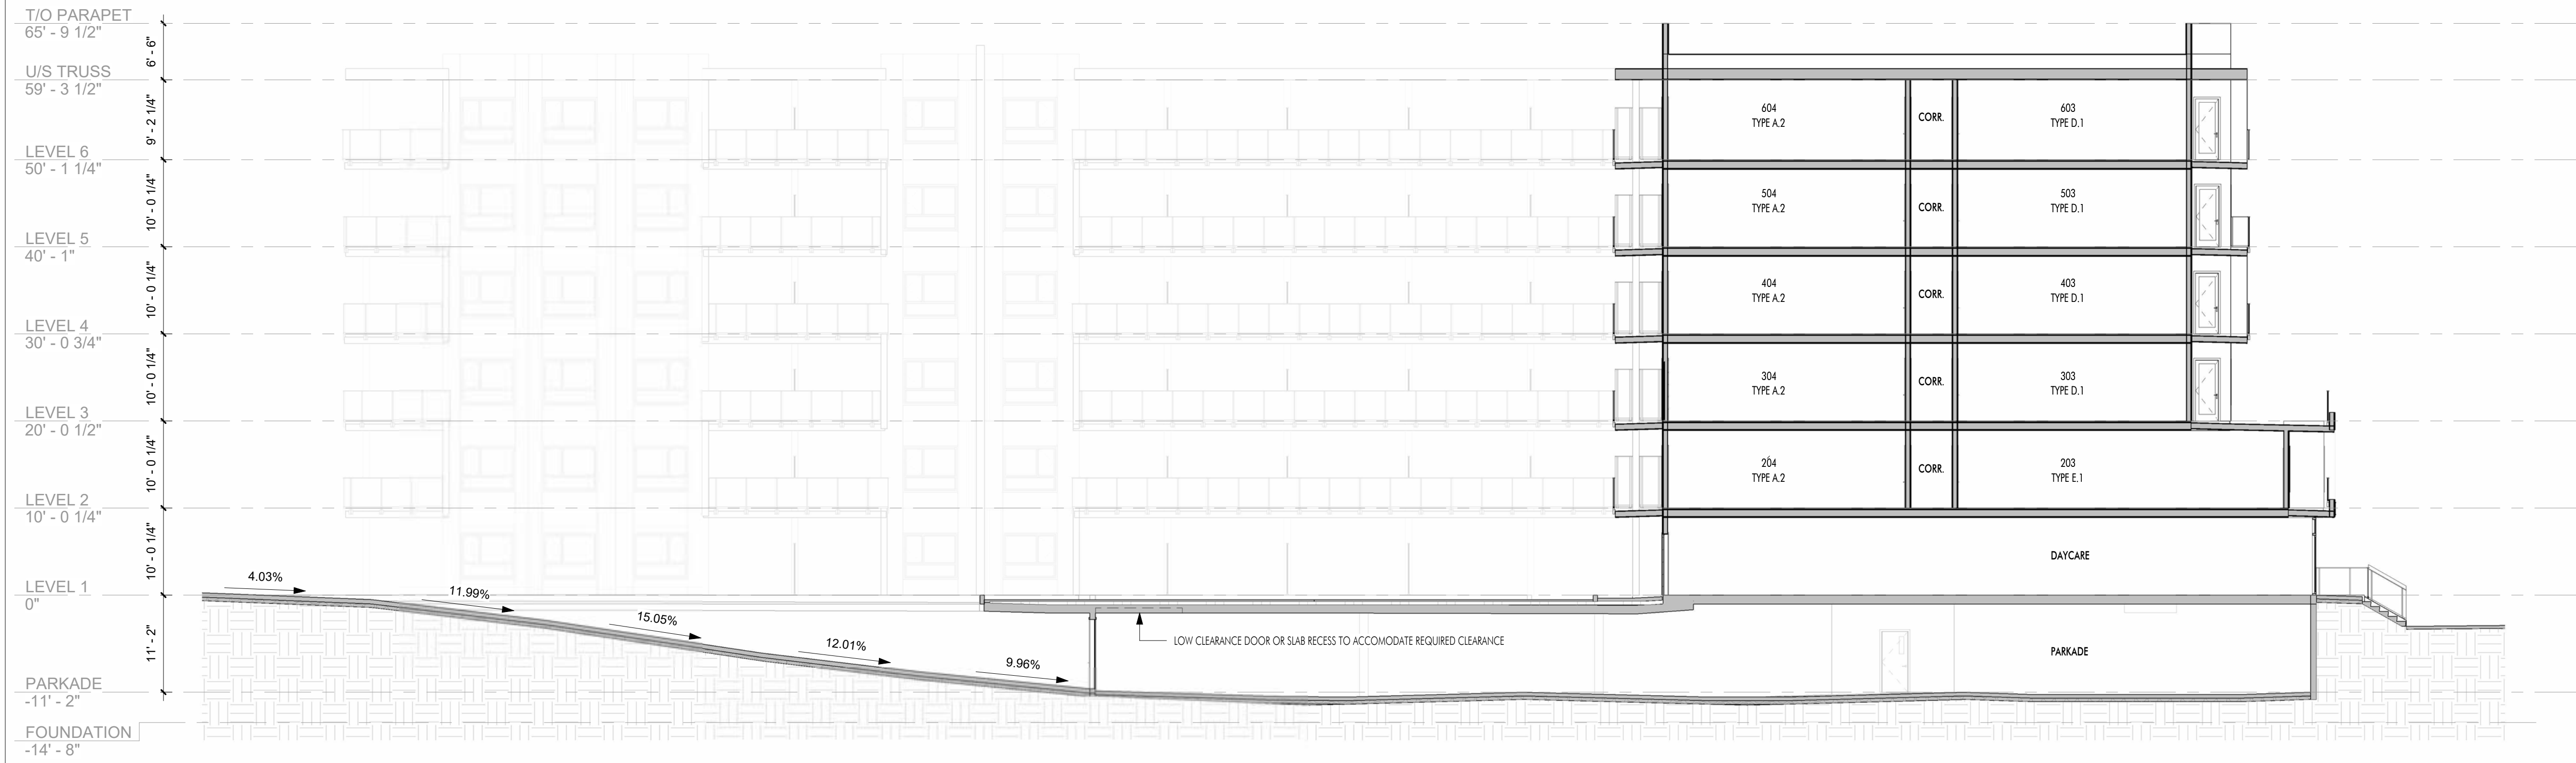 T/O PARAPET
65' - 9 1/2"
6' - 6"
U/S TRUSS
59' - 3 1/2"
9' - 2 1/4"
604
TYPE A.2
CORR.
603
TYPE D.1
LEVEL 6
50' - 1 1/4"
10' - 0 1/4"
504
TYPE A.2
CORR.
503
TYPE D.1
LEVEL 5
40' - 1"
10' - 0 1/4"
404
TYPE A.2
CORR.
403
TYPE D.1
LEVEL 4
30' - 0 3/4"
10' - 0 1/4"
304
TYPE A.2
CORR.
303
TYPE D.1
LEVEL 3
20' - 0 1/2"
10' - 0 1/4"
204
TYPE A.2
CORR.
203
TYPE E.1
LEVEL 2
10' - 0 1/4"
10' - 0 1/4"
DAYCARE
LEVEL 1
0"
4.03%
11.99%
15.05%
12.01%
9.96%
11' - 2"
LOW CLEARANCE DOOR OR SLAB RECESS TO ACCOMODATE REQUIRED CLEARANCE
PARKADE
PARKADE
-11' - 2"
FOUNDATION
-14' - 8"